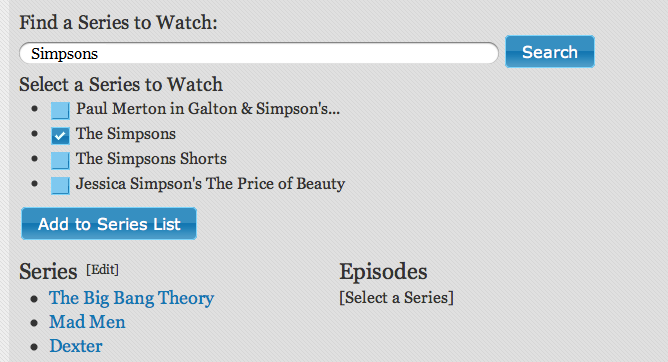 Find a Series to Watch:
Simpsons Search
Select a Series to Watch
Paul Merton in Galton & Simpson's...
The Simpsons
The Simpsons Shorts
Jessica Simpson's The Price of Beauty
Add to Series List
Series [Edit] Episodes
The Big Bang Theory [Select a Series]
Mad Men
Dexter